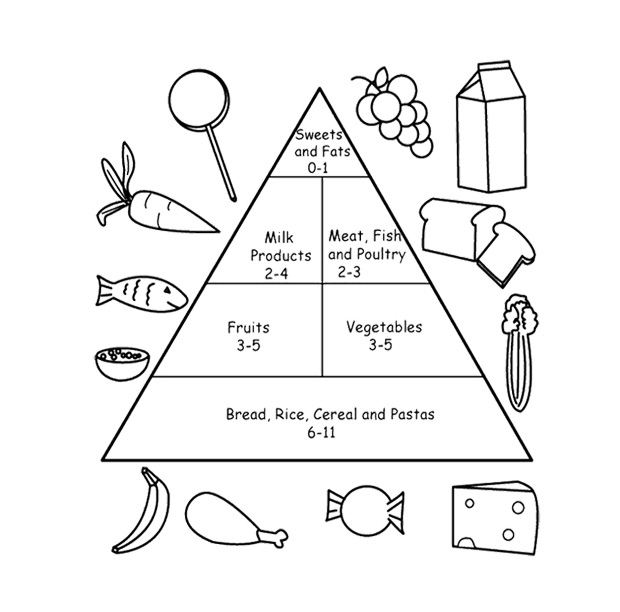 Sweets
and Fats
0-1
Milk
Products
2-4
Meat, Fish
and Poultry
2-3
Fruits
3-5
Vegetables
3-5
Bread, Rice, Cereal and Pastas
6-11